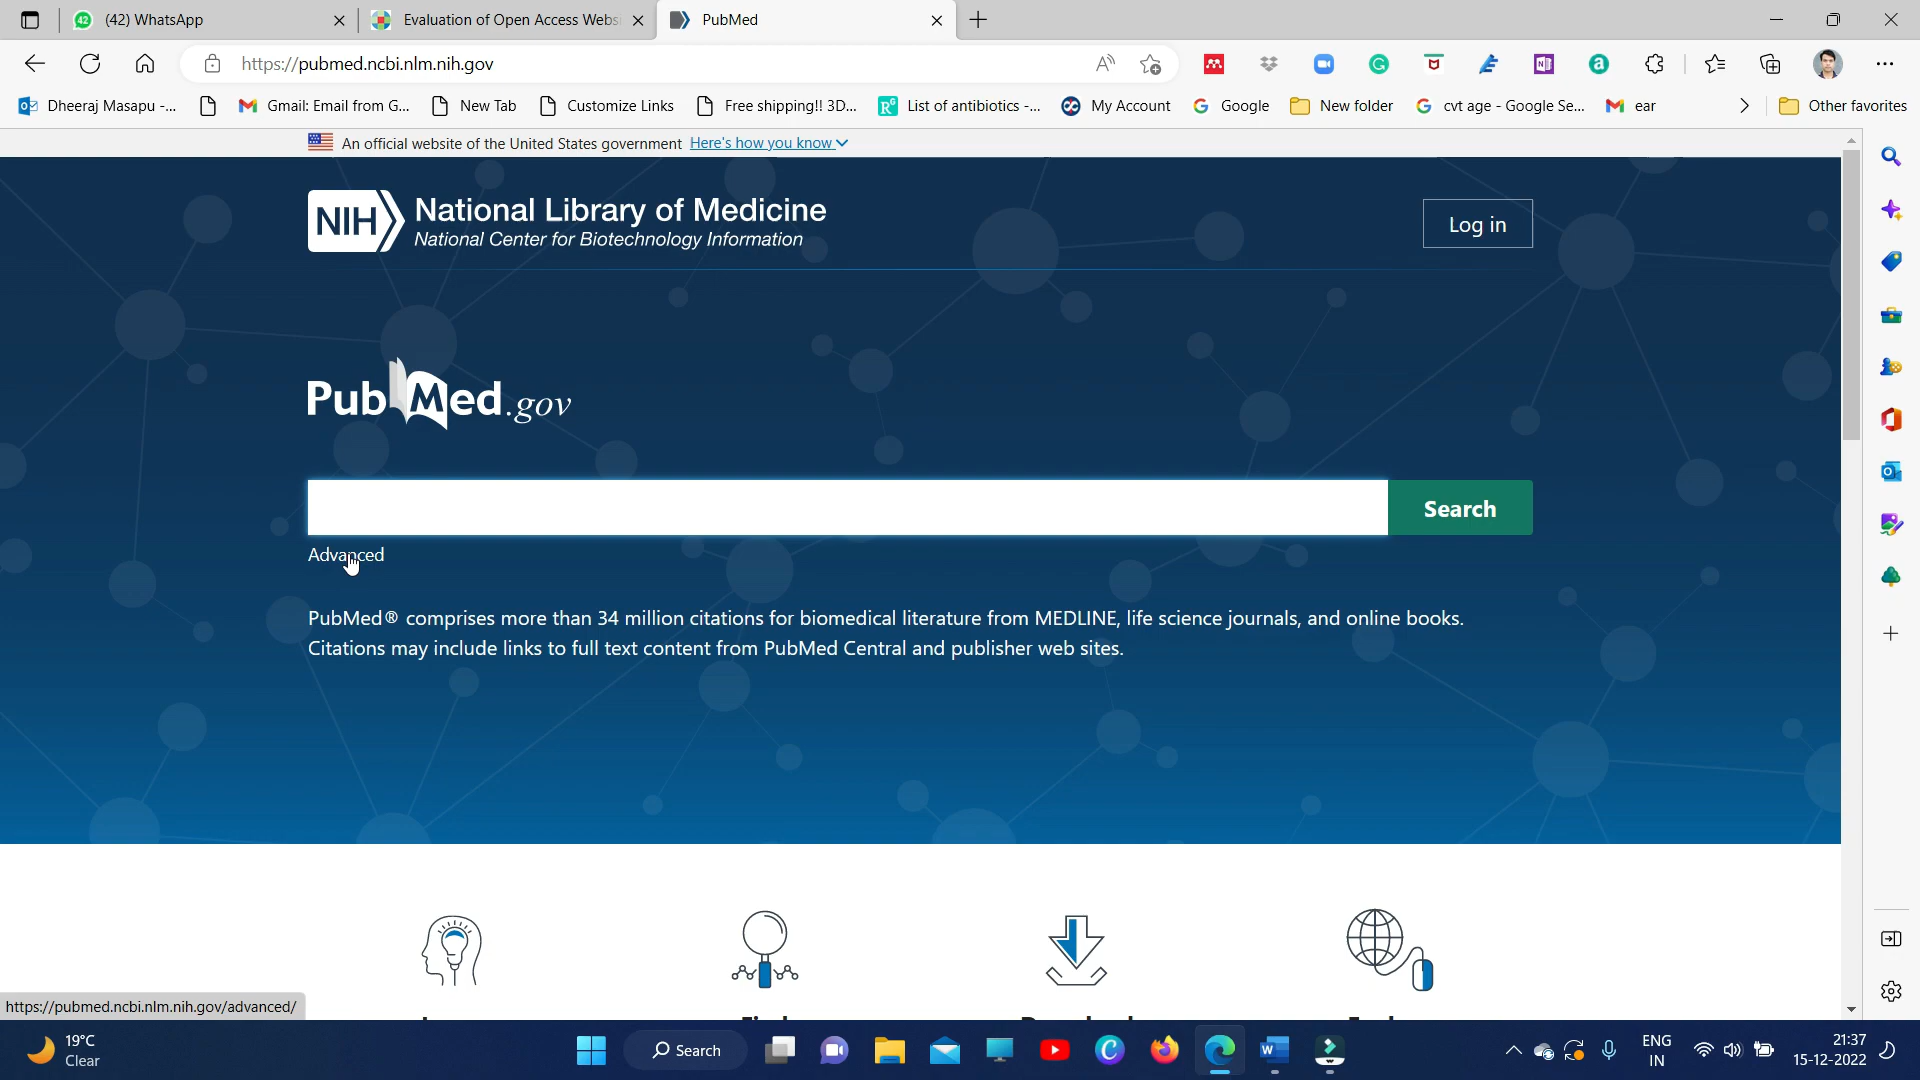 (42) WhatsApp
Evaluation of Open Access Webs
PubMed
https://pubmed.ncbi.nlm.nih.gov
Dheeraj Masapu -...
Gmail: Email from G...
New Tab
Customize Links
Free shipping!! 3D...
List of antibiotics -...
My Account
Google
New folder
cvt age - Google Se...
ear
Other favorites
An official website of the United States government Here's how you know
NIH National Library of Medicine
National Center for Biotechnology Information
Log in
PubMed.gov
Search
Advanced
PubMed® comprises more than 34 million citations for biomedical literature from MEDLINE, life science journals, and online books.
Citations may include links to full text content from PubMed Central and publisher web sites.
https://pubmed.ncbi.nlm.nih.gov/advanced/
19°C
Clear
Search
ENG
IN
21:37
15-12-2022